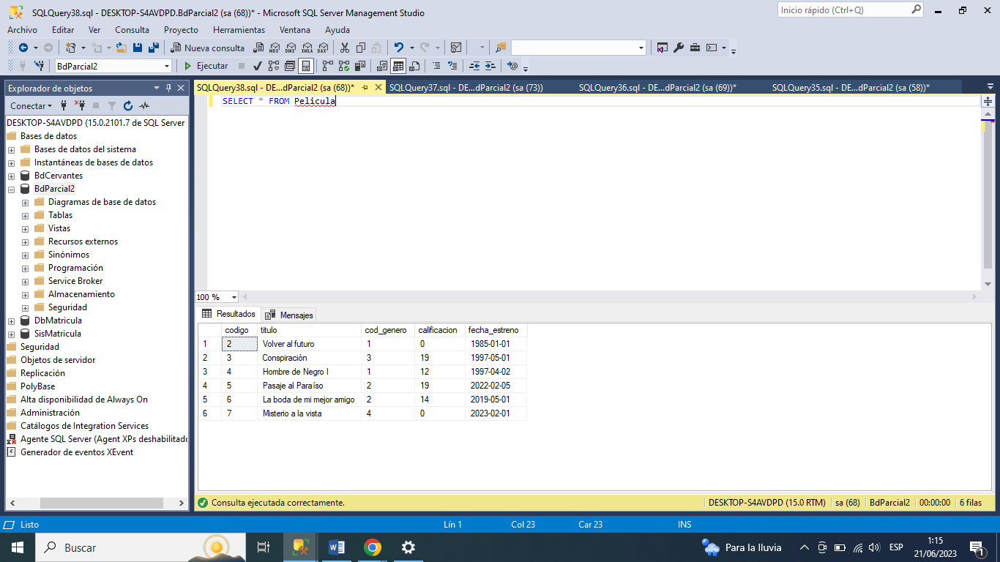 SQLQuery38.sql - DESKTOP-S4AVDPD.BdParcial2 (sa (68))* - Microsoft SQL Server Management Studio
Inicio rápido (Ctrl+Q)
Archivo Editar Ver Consulta Proyecto Herramientas Ventana Ayuda
Nueva consulta MDX DMX XMLA DAX
BdParcial2 Ejecutar
Explorador de objetos
SQLQuery38.sql - DE...dParcial2 (sa (68))* SQLQuery37.sql - DE...dParcial2 (sa (73)) SQLQuery36.sql - DE...dParcial2 (sa (69))* SQLQuery35.sql - DE...dParcial2 (sa (58))*
Conectar
SELECT * FROM Pelicula
DESKTOP-S4AVDPD (15.0.2101.7 de SQL Server
Bases de datos
Bases de datos del sistema
Instantáneas de bases de datos
BdCervantes
BdParcial2
Diagramas de base de datos
Tablas
Vistas
Recursos externos
Sinónimos
Programación
Service Broker
Almacenamiento
Seguridad
DbMatricula
SisMatricula
Seguridad
Objetos de servidor
Replicación
PolyBase
Alta disponibilidad de Always On
Administración
Catálogos de Integration Services
Agente SQL Server (Agent XPs deshabilitado
Generador de eventos XEvent
100 %
Resultados Mensajes
codigo titulo cod_genero calificacion fecha_estreno
1 2 Volver al futuro 1 0 1985-01-01
2 3 Conspiraciòn 3 19 1997-05-01
3 4 Hombre de Negro I 1 12 1997-04-02
4 5 Pasaje al Paraíso 2 19 2022-02-05
5 6 La boda de mi mejor amigo 2 14 2019-05-01
6 7 Misterio a la vista 4 0 2023-02-01
Consulta ejecutada correctamente. DESKTOP-S4AVDPD (15.0 RTM) sa (68) BdParcial2 00:00:00 6 filas
Listo Lín 1 Col 23 Car 23 INS
Buscar Para la lluvia ESP 1:15
21/06/2023
1